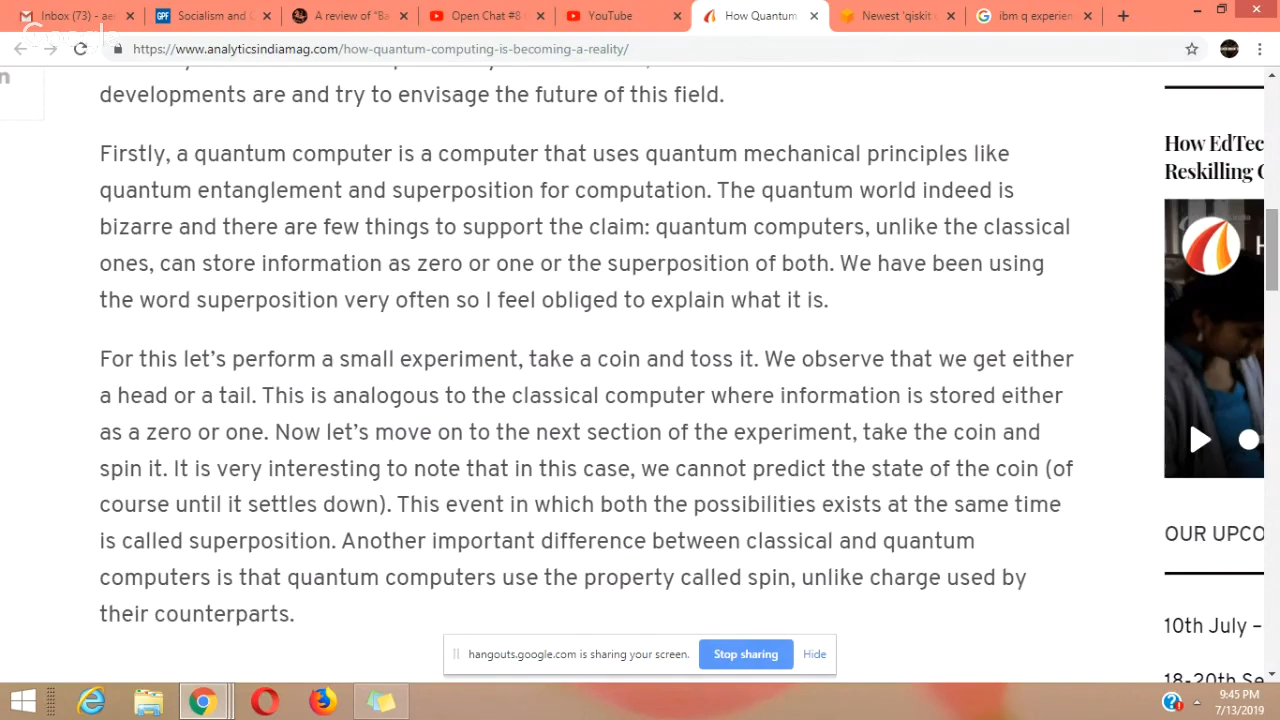 Inbox (73) - aes
Socialism and C
A review of "Ba
Open Chat #8 C
YouTube
How Quantum
Newest 'qiskit
ibm q experien
Google
https://www.analyticsindiamag.com/how-quantum-computing-is-becoming-a-reality/
developments are and try to envisage the future of this field.
Firstly, a quantum computer is a computer that uses quantum mechanical principles like
quantum entanglement and superposition for computation. The quantum world indeed is
bizarre and there are few things to support the claim: quantum computers, unlike the classical
ones, can store information as zero or one or the superposition of both. We have been using
the word superposition very often so I feel obliged to explain what it is.
For this let's perform a small experiment, take a coin and toss it. We observe that we get either
a head or a tail. This is analogous to the classical computer where information is stored either
as a zero or one. Now let's move on to the next section of the experiment, take the coin and
spin it. It is very interesting to note that in this case, we cannot predict the state of the coin (of
course until it settles down). This event in which both the possibilities exists at the same time
is called superposition. Another important difference between classical and quantum
computers is that quantum computers use the property called spin, unlike charge used by
their counterparts.
How EdTec
Reskilling
OUR UPCO
10th July –
18-20th Se
hangouts.google.com is sharing your screen.
Stop sharing
Hide
9:45 PM
7/13/2019